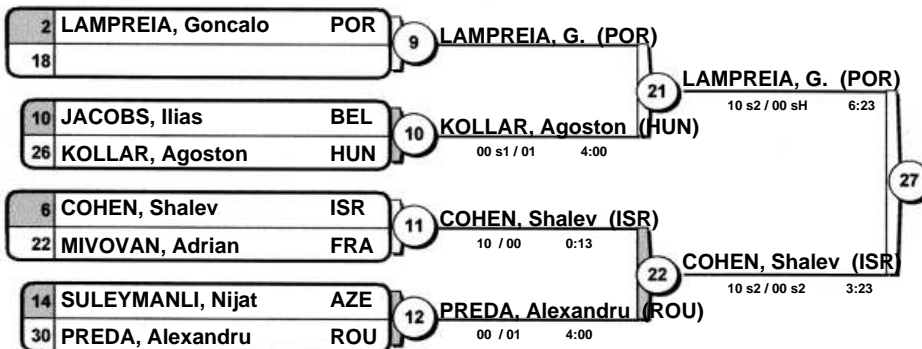 2 LAMPREIA, Goncalo POR
18
9
LAMPREIA, G. (POR)
21
LAMPREIA, G. (POR)
10 s2 / 00 sH 6:23
10 JACOBS, Ilias BEL
26 KOLLAR, Agoston HUN
10
KOLLAR, Agoston (HUN)
00 s1 / 01 4:00
27
6 COHEN, Shalev ISR
22 MIVOVAN, Adrian FRA
11
COHEN, Shalev (ISR)
10 / 00 0:13
22
COHEN, Shalev (ISR)
10 s2 / 00 s2 3:23
14 SULEYMANLI, Nijat AZE
30 PREDA, Alexandru ROU
12
PREDA, Alexandru (ROU)
00 / 01 4:00